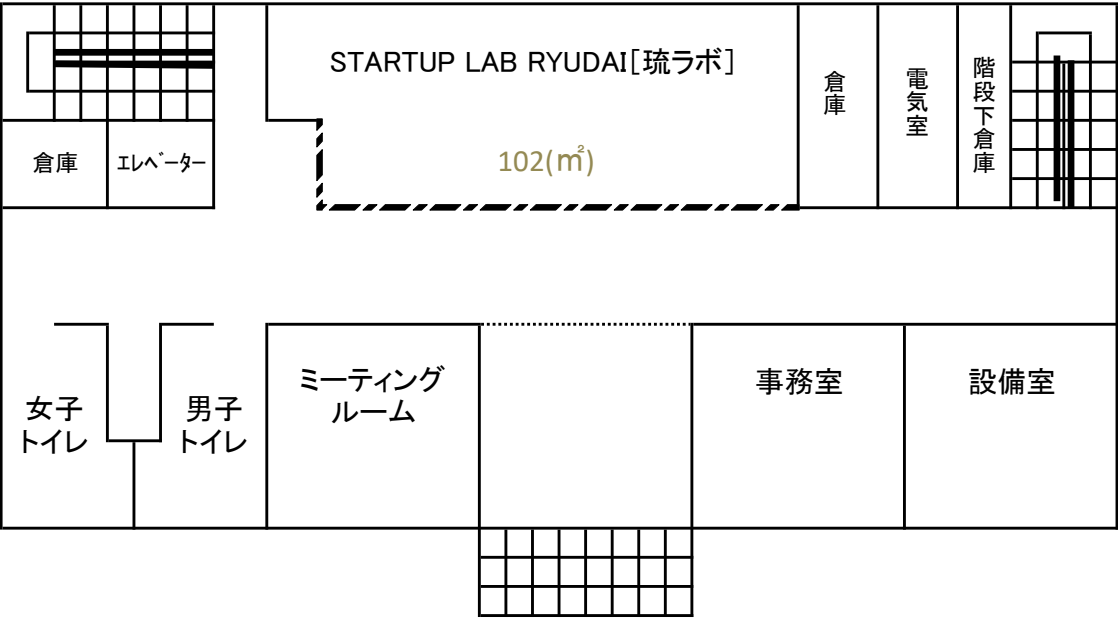 STARTUP LAB RYUDAI[琉ラボ]
102(㎡)
倉庫
電気室
階段下倉庫
倉庫
エレベーター
女子
トイレ
男子
トイレ
ミーティング
ルーム
事務室
設備室